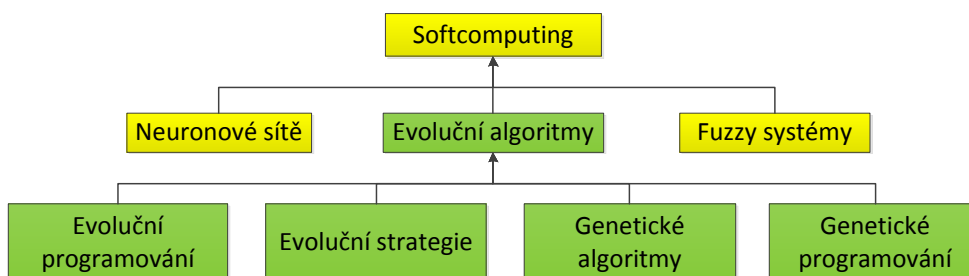 Softcomputing
Neuronové sítě
Evoluční algoritmy
Fuzzy systémy
Evoluční
programování
Evoluční strategie
Genetické
algoritmy
Genetické
programování